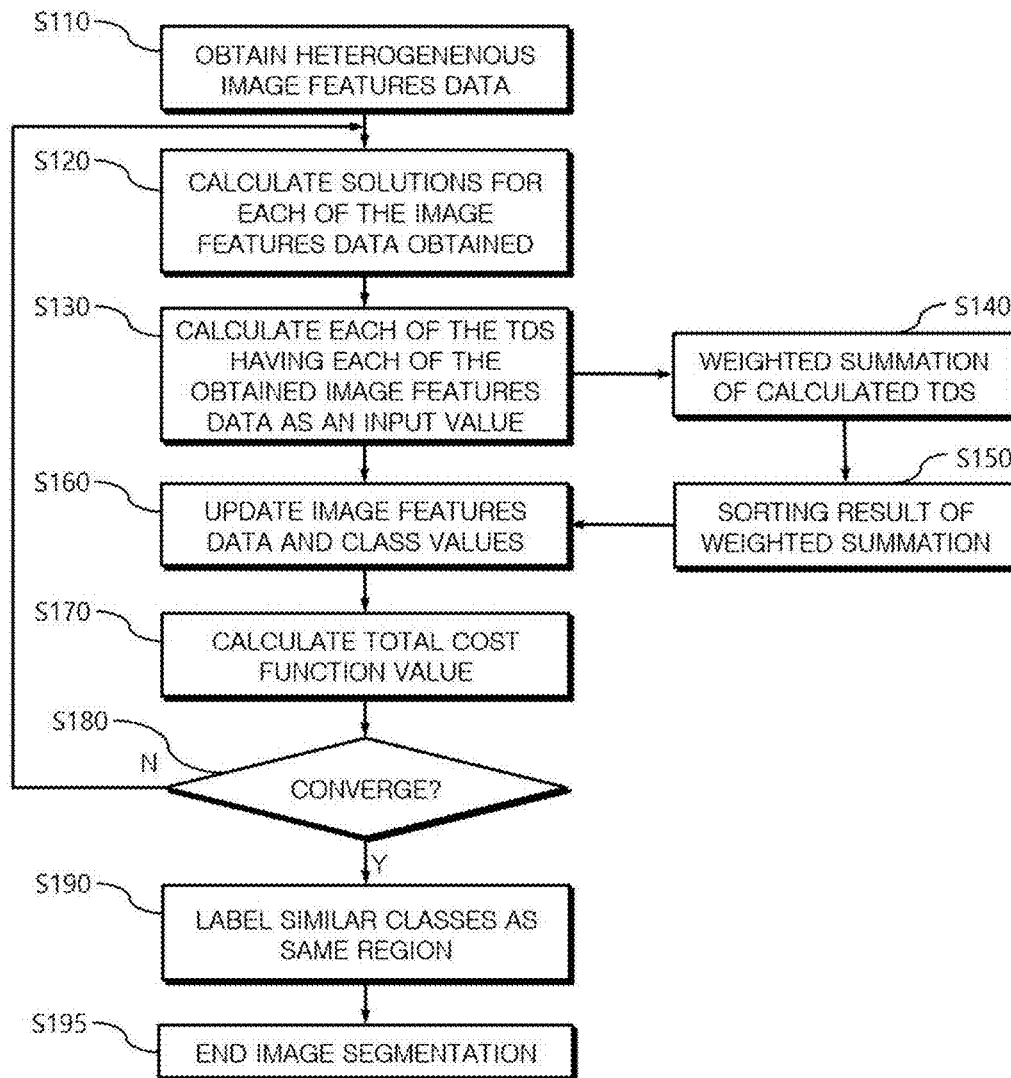 S110
OBTAIN HETEROGENENOUS
IMAGE FEATURES DATA
S120
CALCULATE SOLUTIONS FOR
EACH OF THE IMAGE
FEATURES DATA OBTAINED
S130
CALCULATE EACH OF THE TDS
HAVING EACH OF THE
OBTAINED IMAGE FEATURES
DATA AS AN INPUT VALUE
S140
WEIGHTED SUMMATION
OF CALCULATED TDS
S150
SORTING RESULT OF
WEIGHTED SUMMATION
S160
UPDATE IMAGE FEATURES
DATA AND CLASS VALUES
S170
CALCULATE TOTAL COST
FUNCTION VALUE
S180
N
CONVERGE?
Y
S190
LABEL SIMILAR CLASSES AS
SAME REGION
S195
END IMAGE SEGMENTATION